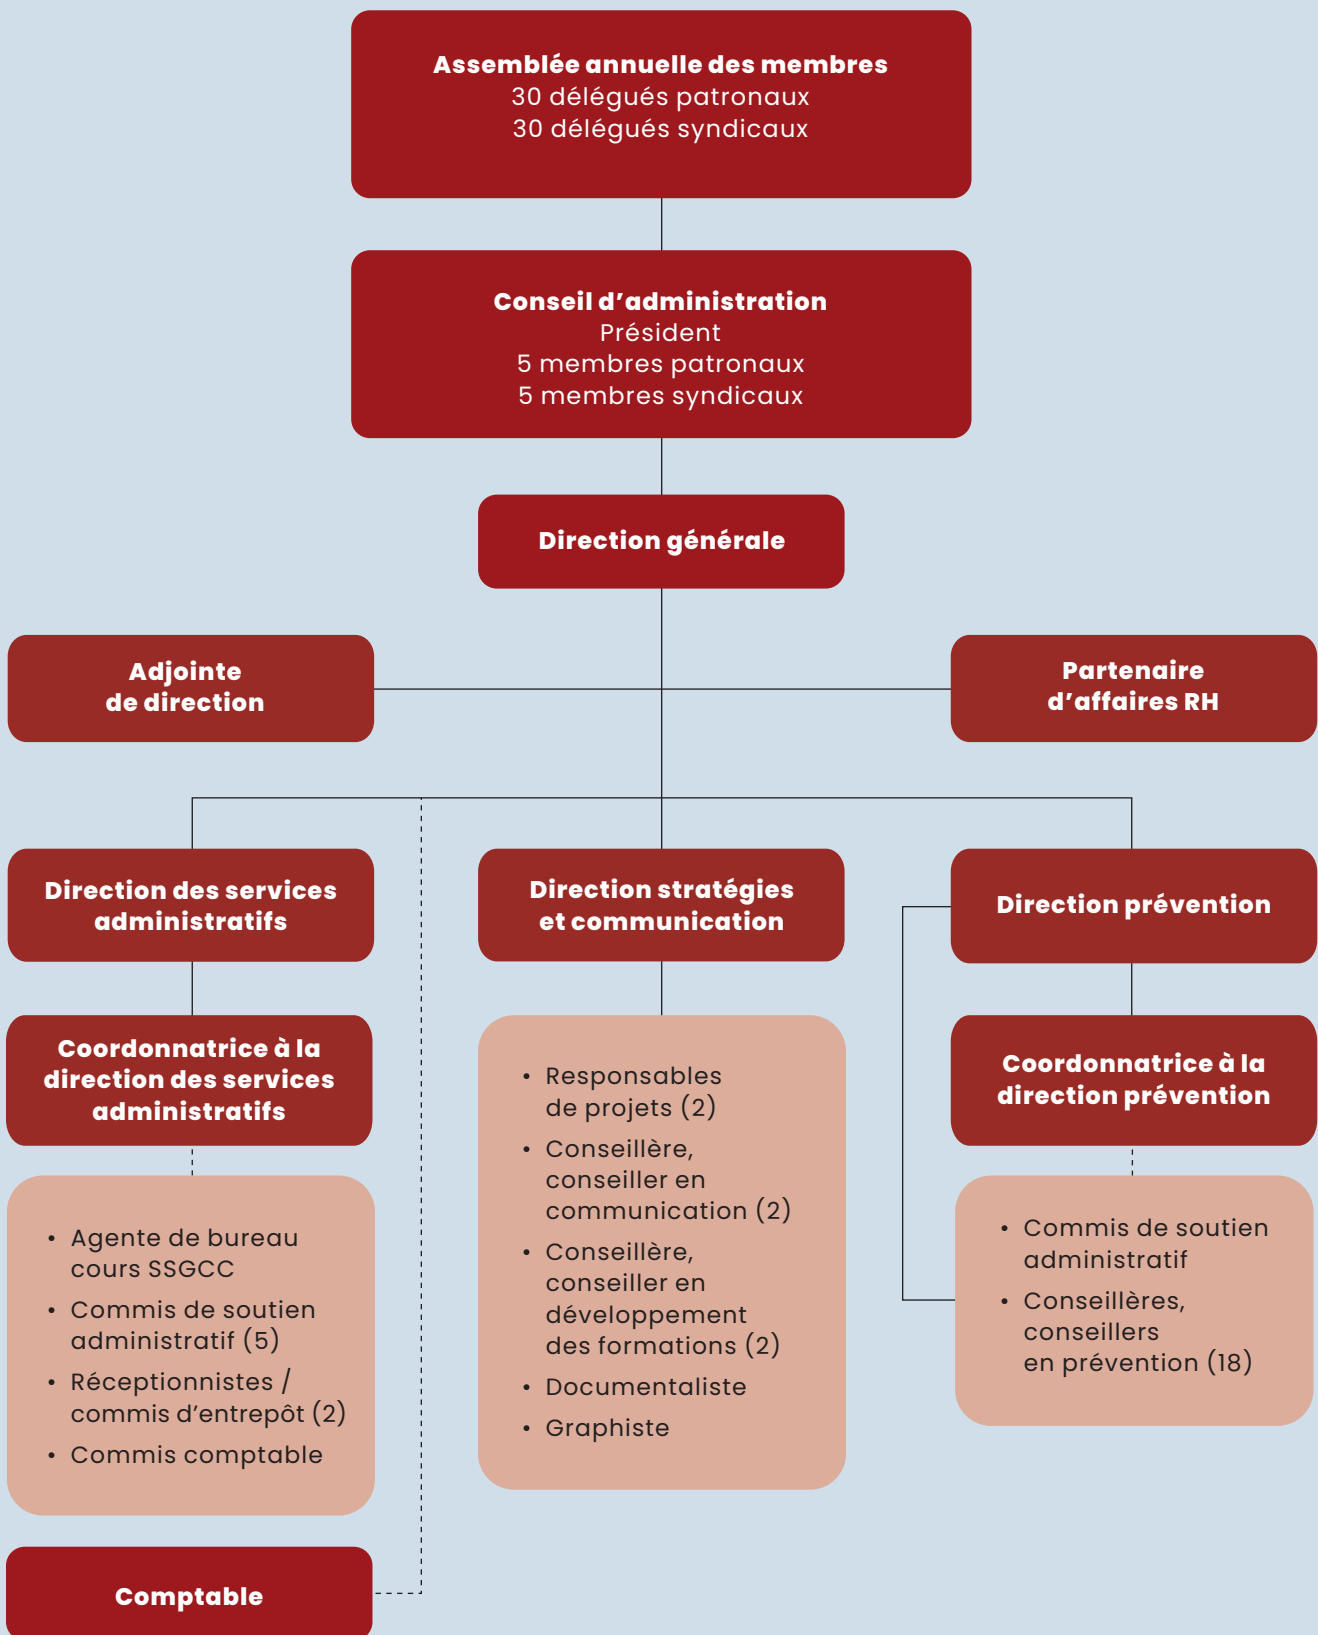 Assemblée annuelle des membres
30 délégués patronaux
30 délégués syndicaux
Conseil d’administration
Président
5 membres patronaux
5 membres syndicaux
Direction générale
Adjointe
de direction
Partenaire
d’affaires RH
Direction des services
administratifs
Direction stratégies
et communication
Direction prévention
Coordonnatrice à la
direction des services
administratifs
• Agente de bureau
cours SSGCC
• Commis de soutien
administratif (5)
• Réceptionnistes /
commis d’entrepôt (2)
• Commis comptable
• Responsables
de projets (2)
• Conseillère,
conseiller en
communication (2)
• Conseillère,
conseiller en
développement
des formations (2)
• Documentaliste
• Graphiste
Coordonnatrice à la
direction prévention
• Commis de soutien
administratif
• Conseillères,
conseillers
en prévention (18)
Comptable